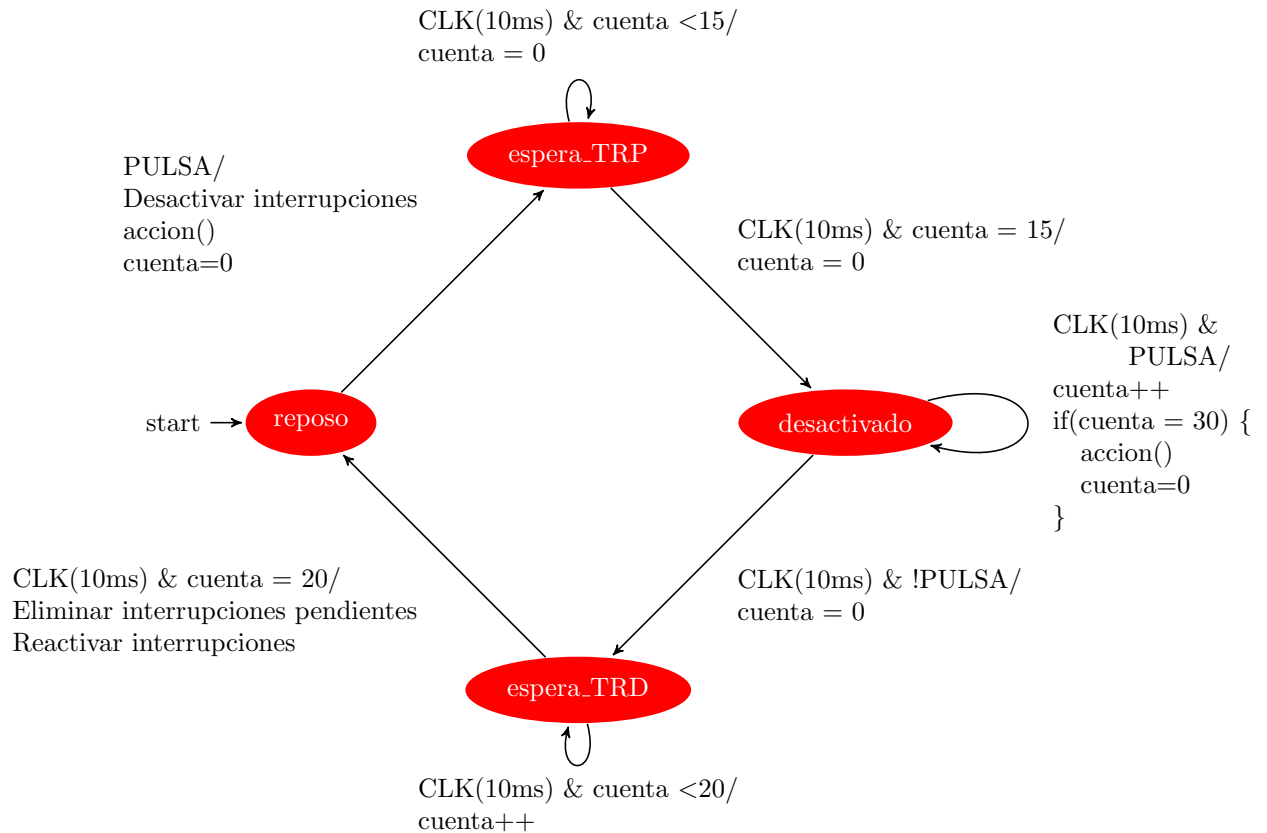 CLK(10ms) & cuenta <15/
cuenta = 0
espera_TRP
PULSA/
Desactivar interrupciones
accion()
cuenta=0
CLK(10ms) & cuenta = 15/
cuenta = 0
CLK(10ms) &
PULSA/
cuenta++
if(cuenta = 30) {
accion()
cuenta=0
}
start
reposo
desactivado
CLK(10ms) & cuenta = 20/
Eliminar interrupciones pendientes
Reactivar interrupciones
CLK(10ms) & !PULSA/
cuenta = 0
espera_TRD
CLK(10ms) & cuenta <20/
cuenta++